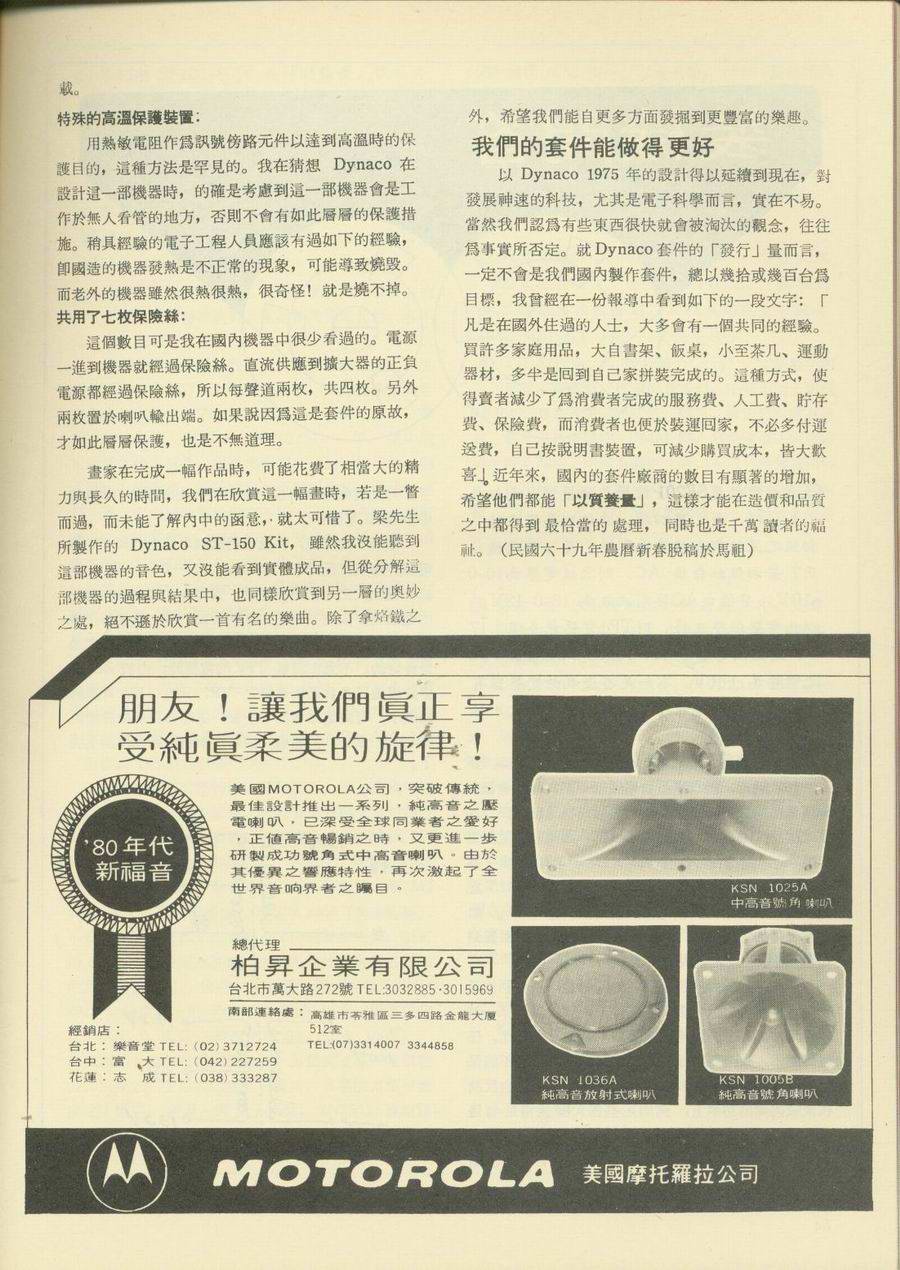 載。
特殊的高溫保護裝置：
用熱敏電阻作爲訊號傍路元件以達到高溫時的保
護目的，這種方法是罕見的。我在猜想 Dynaco 在
設計這一部機器時，的確是考慮到這一部機器會是工
作於無人看管的地方，否則不會有如此層層的保護措
施。稍具經驗的電子工程人員應該有過如下的經驗，
卽國造的機器發熱是不正常的現象，可能導致燒毀。
而老外的機器雖然很熱很熱，很奇怪！就是燒不掉。
共用了七枚保險絲：
這個數目可是我在國內機器中很少看過的。電源
一進到機器就經過保險絲。直流供應到擴大器的正負
電源都經過保險絲，所以每聲道兩枚，共四枚。另外
兩枚置於喇叭輸出端。如果說因爲這是套件的原故，
才如此層層保護，也是不無道理。
畫家在完成一幅作品時，可能花費了相當大的精
力與長久的時間，我們在欣賞這一幅畫時，若是一瞥
而過，而未能了解內中的函意，就太可惜了。梁先生
所製作的 Dynaco ST-150 Kit， 雖然我沒能聽到
這部機器的音色，又沒能看到實體成品，但從分解這
部機器的過程與結果中，也同樣欣賞到另一層的奧妙
之處，絕不遜於欣賞一首有名的樂曲。除了拿烙鐵之
外，希望我們能自更多方面發掘到更豐富的樂趣。
我們的套件能做得更好
以 Dynaco 1975 年的設計得以延續到現在，對
發展神速的科技，尤其是電子科學而言，實在不易。
當然我們認爲有些東西很快就會被淘汰的觀念，往往
爲事實所否定。就 Dynaco 套件的「發行」量而言，
一定不會是我們國內製作套件，總以幾拾或幾百台爲
目標，我曾經在一份報導中看到如下的一段文字：「
凡是在國外住過的人士，大多會有一個共同的經驗。
買許多家庭用品，大自書架、飯桌，小至茶几、運動
器材，多半是回到自己家拼裝完成的。這種方式，使
得賣者減少了爲消費者完成的服務費、人工費、貯存
費、保險費，而消費者也便於裝運回家，不必多付運
送費，自己按說明書裝置，可減少購買成本，皆大歡
喜」。近年來，國內的套件廠商的數目有顯著的增加，
希望他們都能「以質養量」，這樣才能在造價和品質
之中都得到 最恰當的 處理， 同時也是千萬 讀者的福
祉。（民國六十九年農曆新春脫稿於馬祖）
朋友！讓我們眞正享
受純眞柔美的旋律！
'80年代
新福音
美國MOTOROLA公司，突破傳統，
最佳設計推出一系列，純高音之壓
電喇叭，已深受全球同業者之愛好
，正値高音暢銷之時，又更進一步
研製成功號角式中高音喇叭。由於
其優異之響應特性，再次激起了全
世界音响界者之矚目。
總代理
柏昇企業有限公司
台北市萬大路272號 TEL:3032885·3015969
南部連絡處：高雄市苓雅區三多四路金龍大厦
512室
TEL:(07)3314007 3344858
經銷店：
台北：樂音堂 TEL: (02) 3712724
台中：富 大 TEL: (042) 227259
花蓮：志 成 TEL: (038) 333287
KSN 1025A
中高音號角喇叭
KSN 1036A
純高音放射式喇叭
KSN 1005B
純高音號角喇叭
MOTOROLA 美國摩托羅拉公司